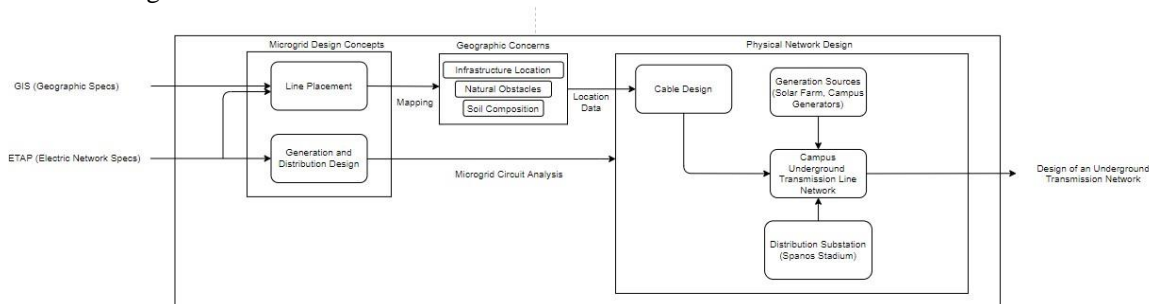 Microgrid Design Concepts
Geographic Concerns
Physical Network Design
GIS (Geographic Specs)
Line Placement
Mapping
Infrastructure Location
Natural Obstacles
Soil Composition
Location
Data
Cable Design
Generation Sources
(Solar Farm, Campus
Generators)
ETAP (Electric Network Specs)
Generation and
Distribution Design
Microgrid Circuit Analysis
Campus
Underground
Transmission Line
Network
Design of an Underground
Transmission Network
Distribution Substation
(Spanos Stadium)